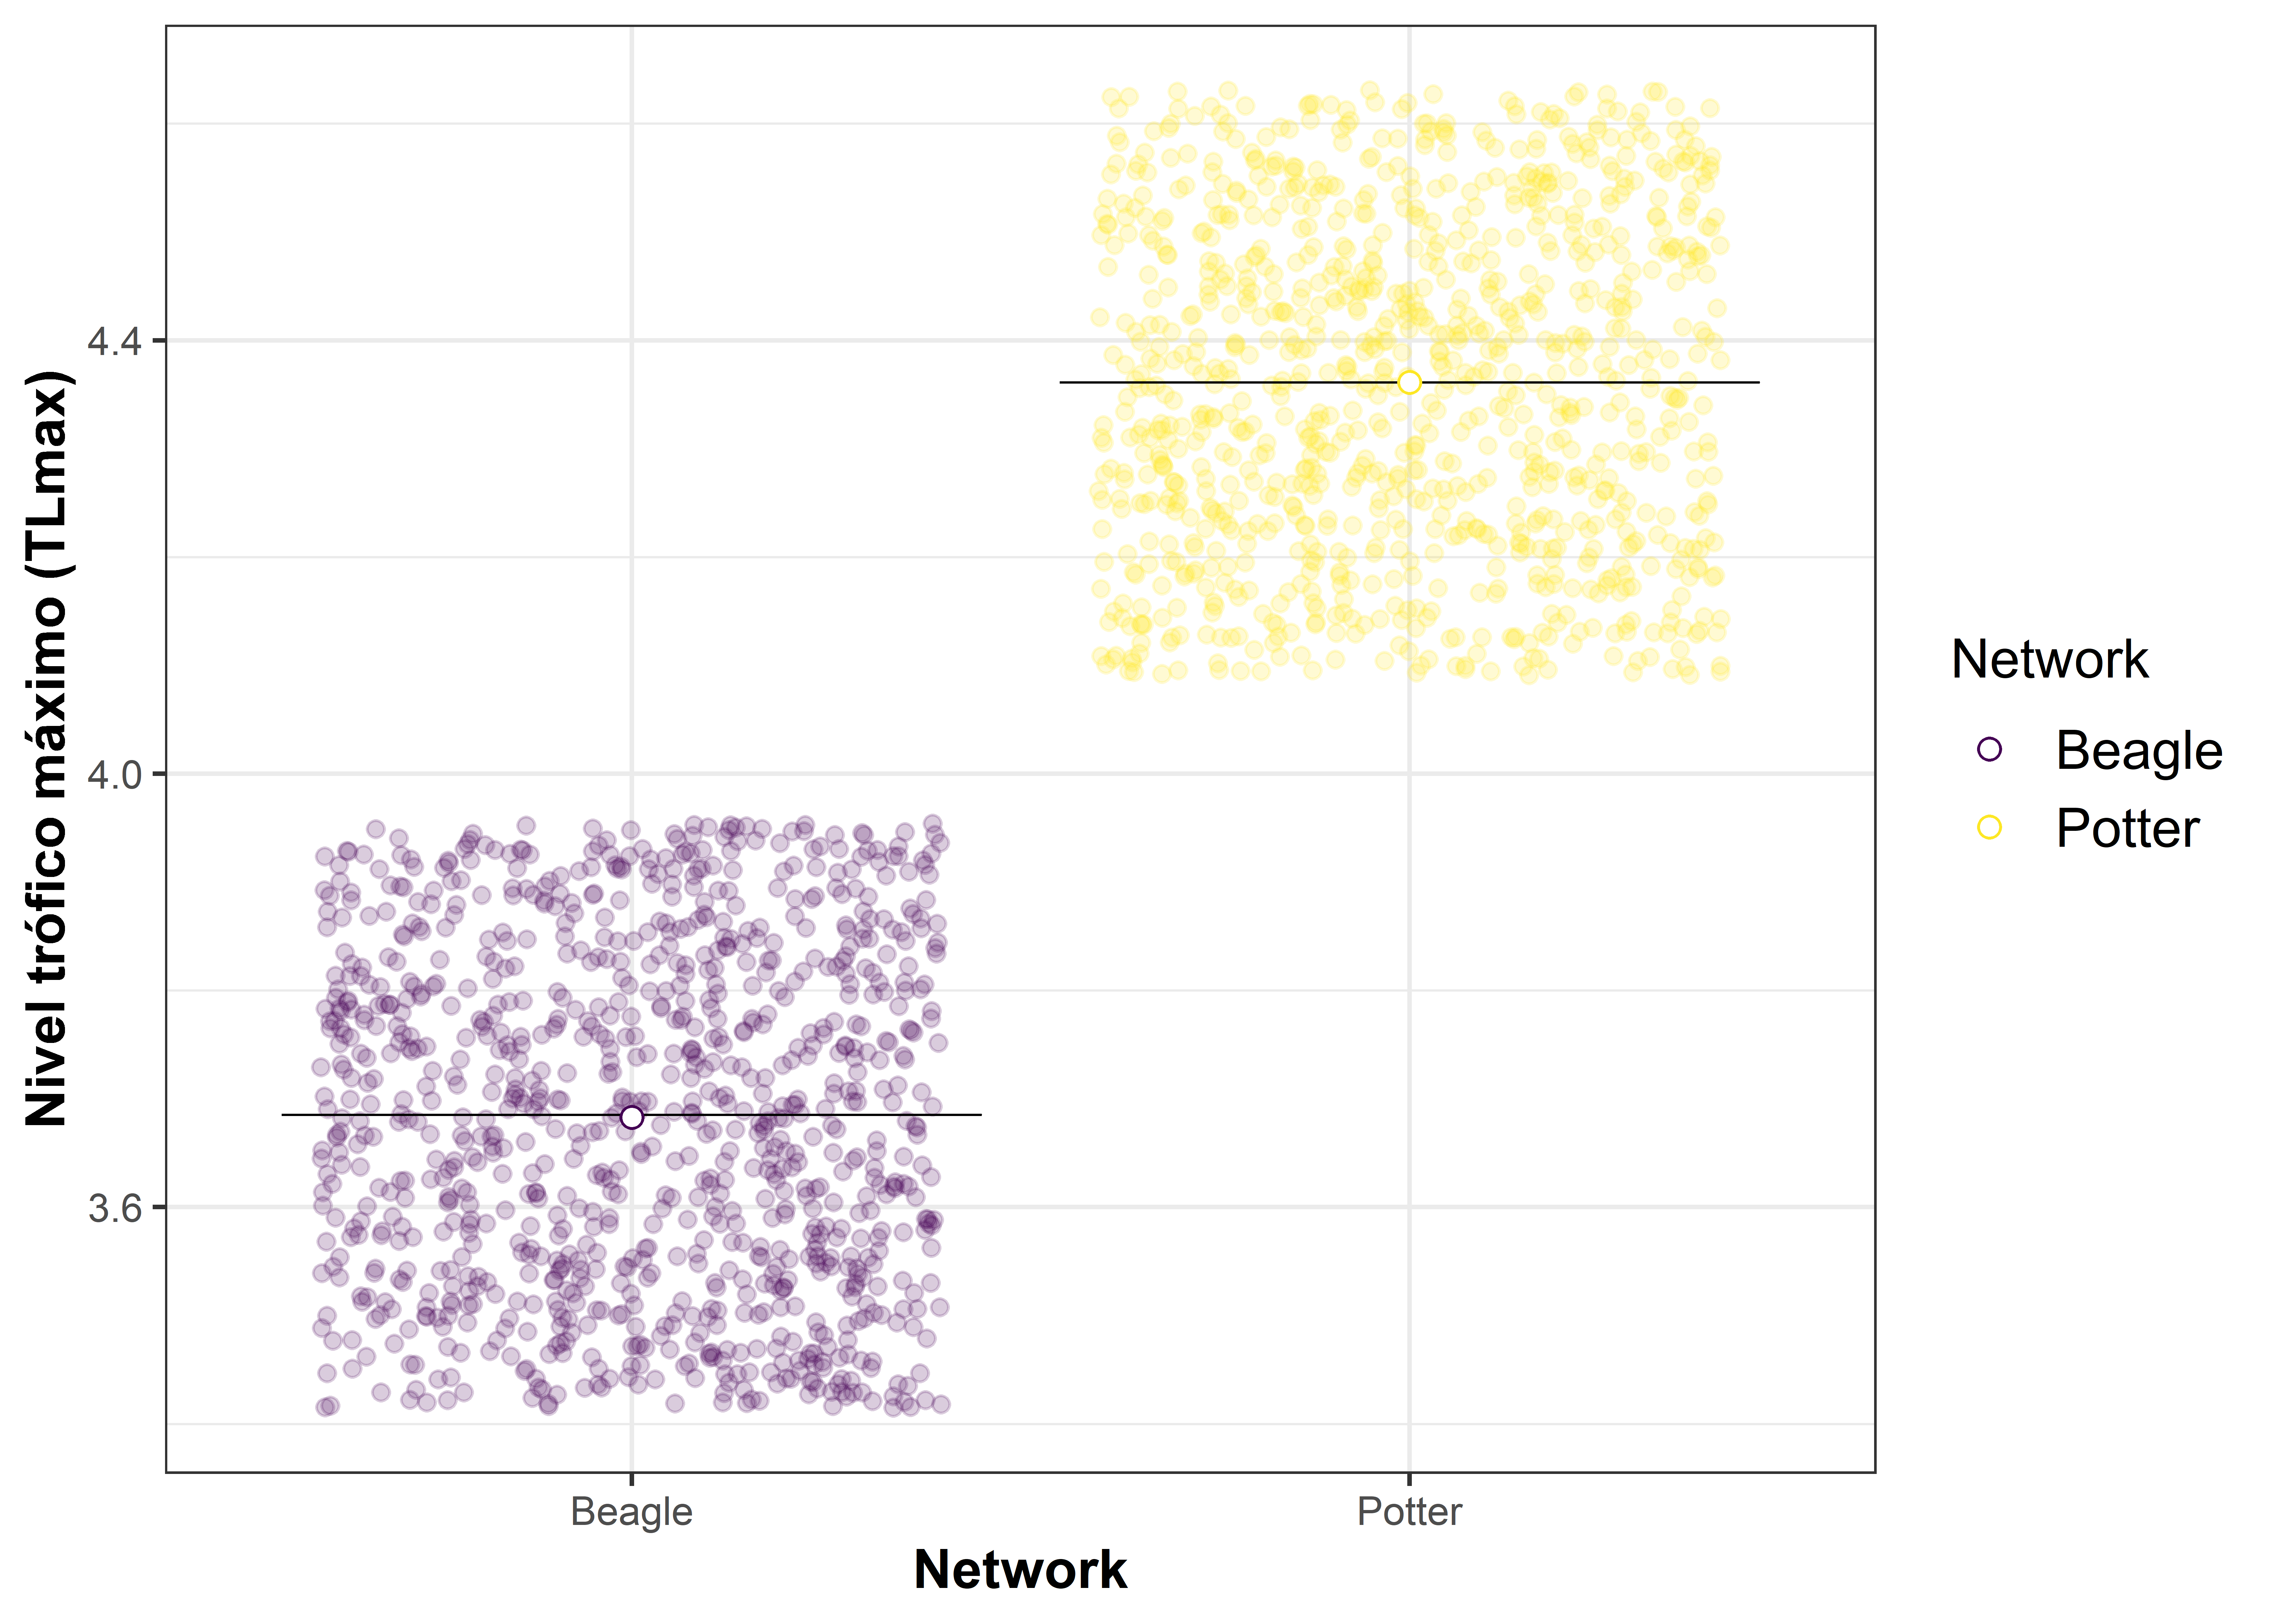 Nivel trófico máximo (TLmax)
4.4
4.0
3.6
Beagle
Potter
Network
Network
Beagle
Potter